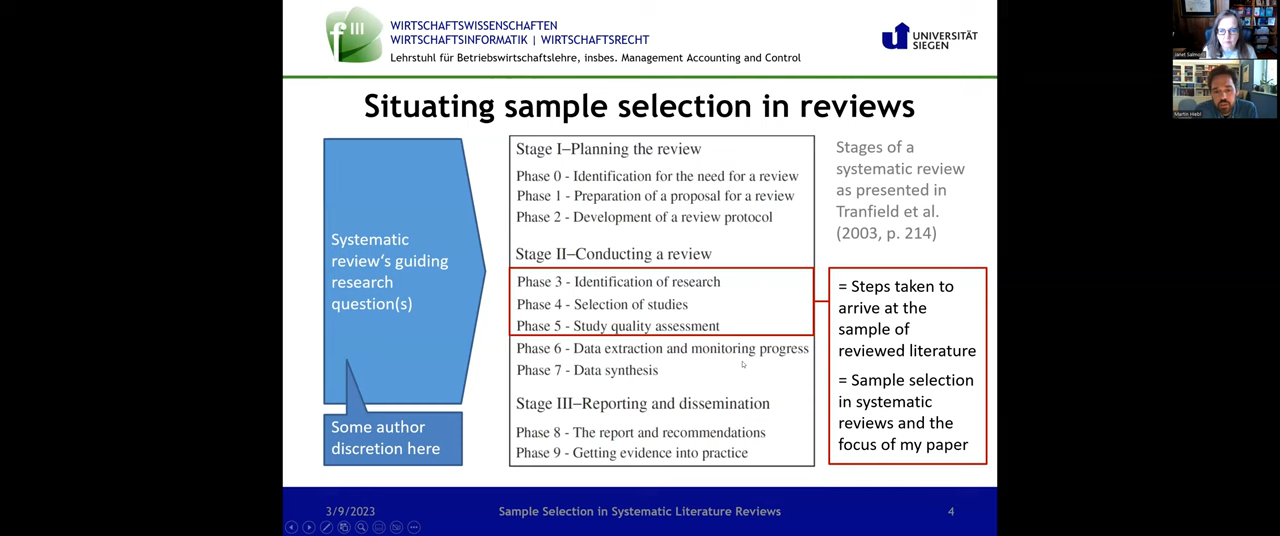 f III
WIRTSCHAFTSWISSENSCHAFTEN
WIRTSCHAFTSINFORMATIK | WIRTSCHAFTSRECHT
Lehrstuhl für Betriebswirtschaftslehre, insbes. Management Accounting and Control
UNIVERSITÄT
SIEGEN
Janet Salmons
Martin Hiebl
Situating sample selection in reviews
Systematic
review‘s guiding
research
question(s)
Some author
discretion here
Stage I–Planning the review
Phase 0 - Identification for the need for a review
Phase 1 - Preparation of a proposal for a review
Phase 2 - Development of a review protocol
Stage II–Conducting a review
Phase 3 - Identification of research
Phase 4 - Selection of studies
Phase 5 - Study quality assessment
Phase 6 - Data extraction and monitoring progress
Phase 7 - Data synthesis
Stage III–Reporting and dissemination
Phase 8 - The report and recommendations
Phase 9 - Getting evidence into practice
Stages of a
systematic review
as presented in
Tranfield et al.
(2003, p. 214)
= Steps taken to
arrive at the
sample of
reviewed literature
= Sample selection
in systematic
reviews and the
focus of my paper
3/9/2023
Sample Selection in Systematic Literature Reviews
4